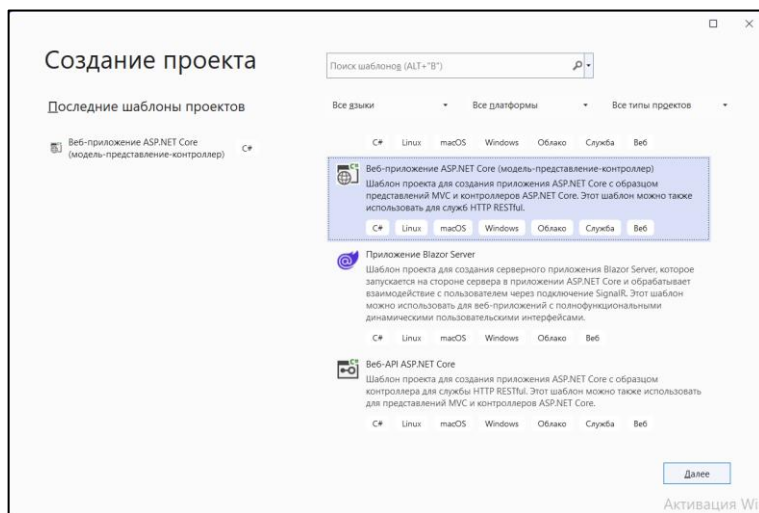 Создание проекта
Поиск шаблонов (ALT+"В")
Последние шаблоны проектов
Все языки
Все платформы
Все типы проектов
Веб-приложение ASP.NET Core
(модель-представление-контроллер)
C#
C# Linux macOS Windows Облако Служба Веб
Веб-приложение ASP.NET Core (модель-представление-контроллер)
Шаблон проекта для создания приложения ASP.NET Core с образцом
представлений MVC и контроллеров ASP.NET Core. Этот шаблон можно также
использовать для служб HTTP RESTful.
C# Linux macOS Windows Облако Служба Веб
Приложение Blazor Server
Шаблон проекта для создания серверного приложения Blazor Server, которое
запускается на стороне сервера в приложении ASP.NET Core и обрабатывает
взаимодействие с пользователем через подключение SignalR. Этот шаблон
можно использовать для веб-приложений с полнофункциональными
динамическими пользовательскими интерфейсами.
C# Linux macOS Windows Облако Веб
Веб-API ASP.NET Core
Шаблон проекта для создания приложения ASP.NET Core с образцом
контроллера для службы HTTP RESTful. Этот шаблон можно также использовать
для представлений MVC и контроллеров ASP.NET Core.
C# Linux macOS Windows Облако Служба Веб
Далее
Активация Wi